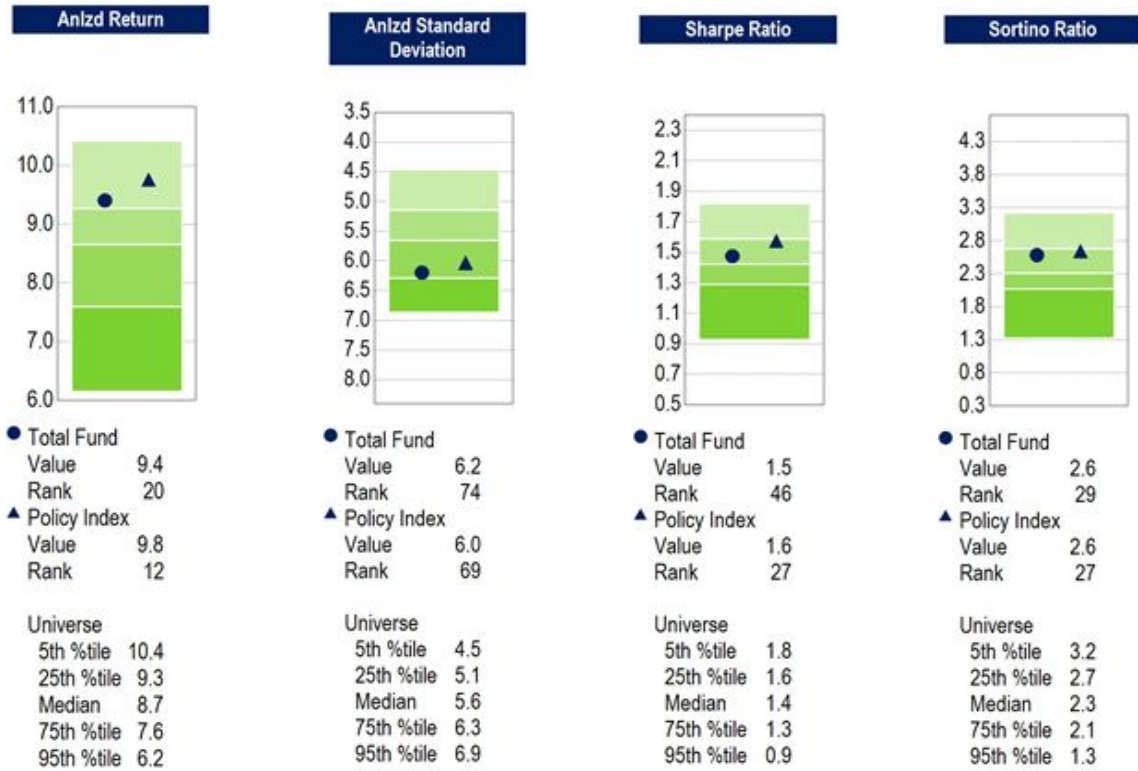 Anlzd Return
11.0
10.0
9.0
8.0
7.0
6.0
Total Fund
Value 9.4
Rank 20
Policy Index
Value 9.8
Rank 12
Universe
5th %tile 10.4
25th %tile 9.3
Median 8.7
75th %tile 7.6
95th %tile 6.2
Anlzd Standard
Deviation
3.5
4.0
4.5
5.0
5.5
6.0
6.5
7.0
7.5
8.0
Total Fund
Value 6.2
Rank 74
Policy Index
Value 6.0
Rank 69
Universe
5th %tile 4.5
25th %tile 5.1
Median 5.6
75th %tile 6.3
95th %tile 6.9
Sharpe Ratio
2.3
2.1
1.9
1.7
1.5
1.3
1.1
0.9
0.7
0.5
Total Fund
Value 1.5
Rank 46
Policy Index
Value 1.6
Rank 27
Universe
5th %tile 1.8
25th %tile 1.6
Median 1.4
75th %tile 1.3
95th %tile 0.9
Sortino Ratio
4.3
3.8
3.3
2.8
2.3
1.8
1.3
0.8
0.3
Total Fund
Value 2.6
Rank 29
Policy Index
Value 2.6
Rank 27
Universe
5th %tile 3.2
25th %tile 2.7
Median 2.3
75th %tile 2.1
95th %tile 1.3